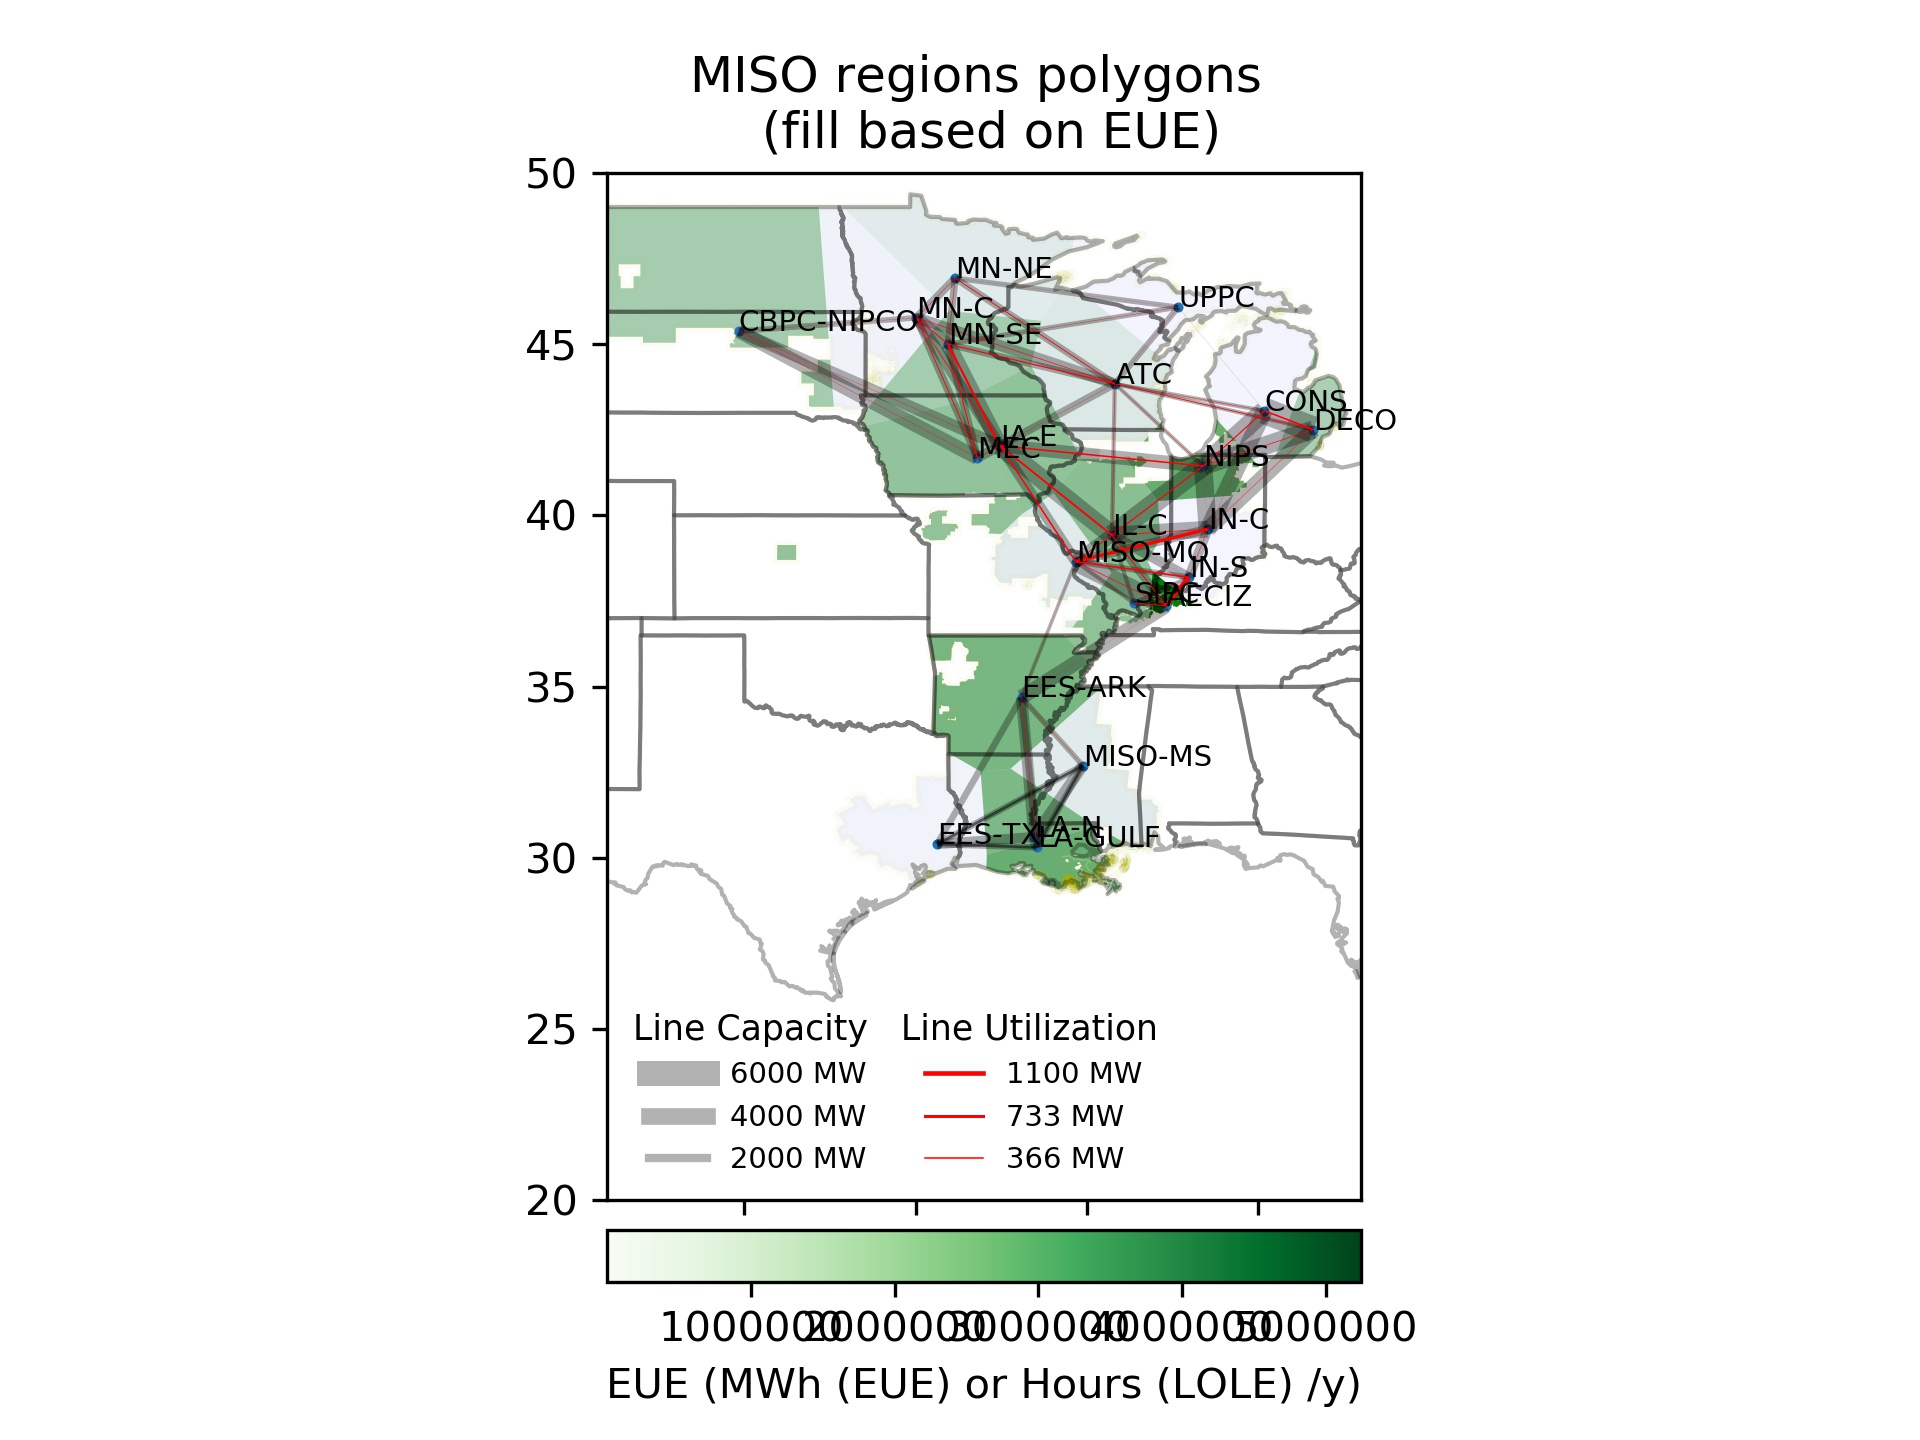 MISO regions polygons
(fill based on EUE)
50
45
40
35
30
25
20
MN-NE
UPPC
MN-C
CBPC-NIPCO
MN-SE
ATC
CONS
DECO
IA-E
MEC
NIPS
IL-C
IN-C
MISO-MO
IN-S
SIPC
AECIZ
EES-ARK
MISO-MS
LA-N
EES-TX
LA-GULF
Line Capacity
6000 MW
4000 MW
2000 MW
Line Utilization
1100 MW
733 MW
366 MW
1000000 2000000 3000000 4000000 5000000
EUE (MWh (EUE) or Hours (LOLE) /y)